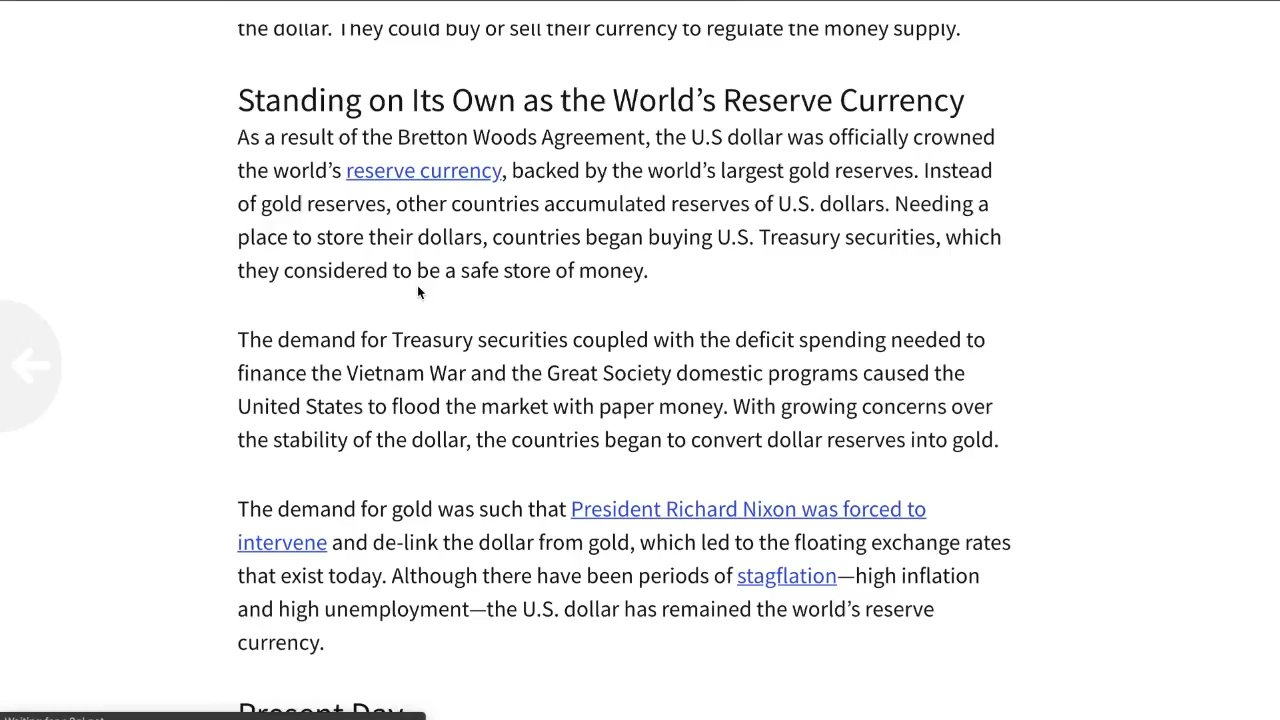 the dollar. They could buy or sell their currency to regulate the money supply.
Standing on Its Own as the World’s Reserve Currency
As a result of the Bretton Woods Agreement, the U.S dollar was officially crowned
the world’s reserve currency, backed by the world’s largest gold reserves. Instead
of gold reserves, other countries accumulated reserves of U.S. dollars. Needing a
place to store their dollars, countries began buying U.S. Treasury securities, which
they considered to be a safe store of money.
The demand for Treasury securities coupled with the deficit spending needed to
finance the Vietnam War and the Great Society domestic programs caused the
United States to flood the market with paper money. With growing concerns over
the stability of the dollar, the countries began to convert dollar reserves into gold.
The demand for gold was such that President Richard Nixon was forced to
intervene and de-link the dollar from gold, which led to the floating exchange rates
that exist today. Although there have been periods of stagflation—high inflation
and high unemployment—the U.S. dollar has remained the world’s reserve
currency.
Present Day